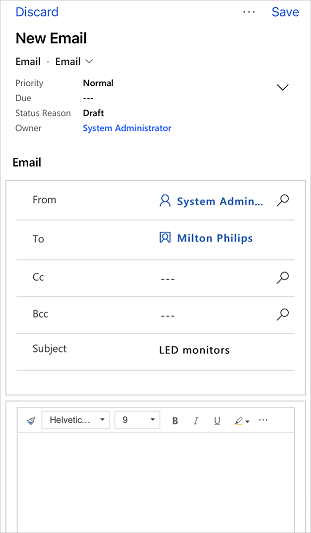 Discard ··· Save
New Email
Email · Email
Priority Normal
Due ---
Status Reason Draft
Owner System Administrator
Email
From System Admin...
To Milton Philips
Cc ---
Bcc ---
Subject LED monitors
Helvetic... 9 B I U ···